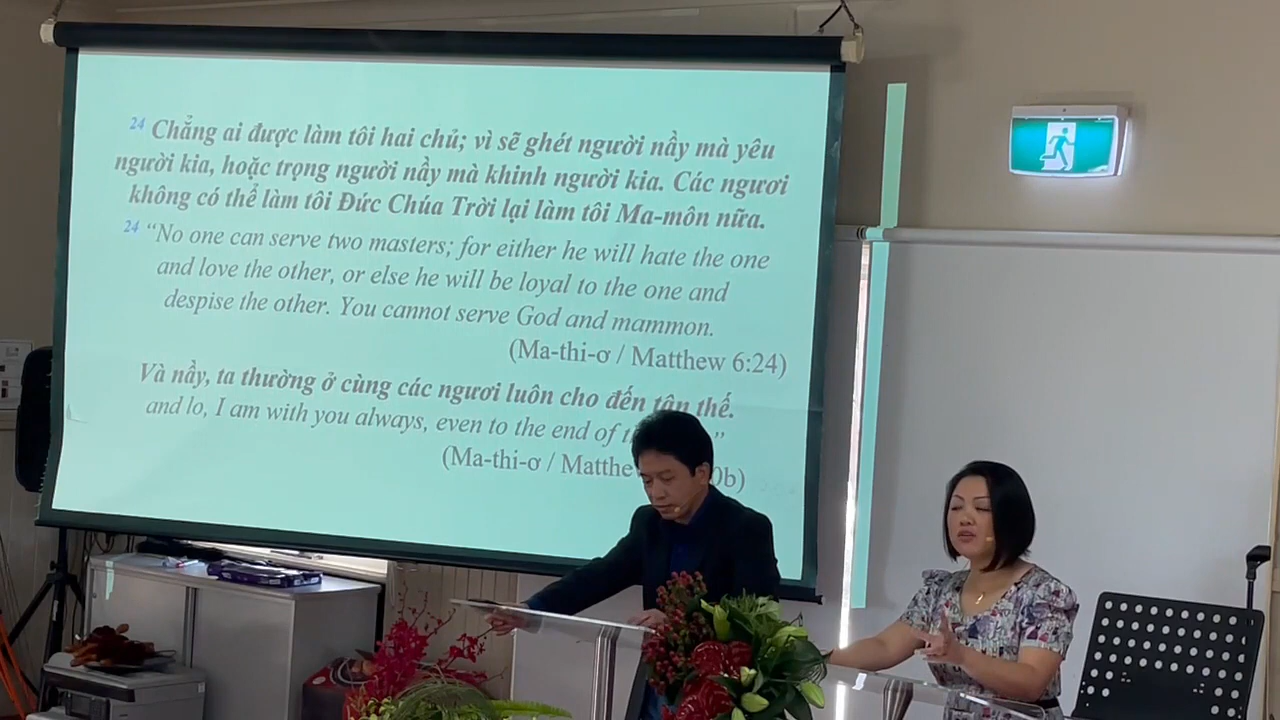 24 Chẳng ai được làm tôi hai chủ; vì sẽ ghét người nầy mà yêu
người kia, hoặc trọng người nầy mà khinh người kia. Các ngươi
không có thể làm tôi Đức Chúa Trời lại làm tôi Ma-môn nữa.
24 “No one can serve two masters; for either he will hate the one
and love the other, or else he will be loyal to the one and
despise the other. You cannot serve God and mammon.
(Ma-thi-ơ / Matthew 6:24)
Và nầy, ta thường ở cùng các ngươi luôn cho đến tận thế.
and lo, I am with you always, even to the end of ”
(Ma-thi-ơ / 0b)